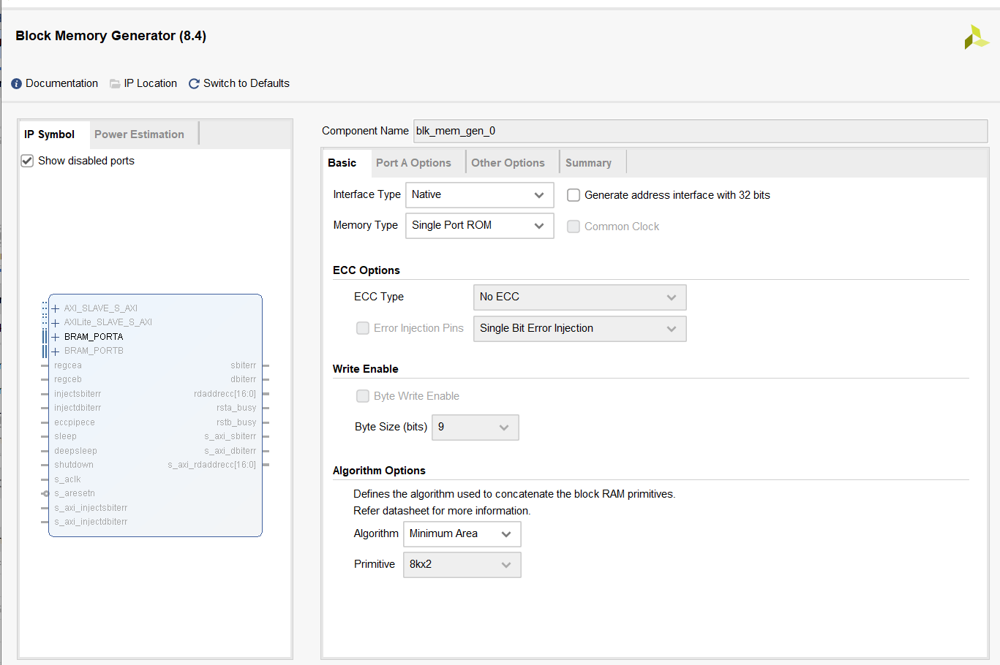 Block Memory Generator (8.4)
Documentation IP Location Switch to Defaults
IP Symbol Power Estimation
Show disabled ports
AXI_SLAVE_S_AXI
AXILite_SLAVE_S_AXI
BRAM_PORTA
BRAM_PORTB
regcea sbiterr
regceb dbiterr
injectsbiterr rdaddrecc[16:0]
injectdbiterr rsta_busy
eccpipece rstb_busy
sleep s_axi_sbiterr
deepsleep s_axi_dbiterr
shutdown s_axi_rdaddrecc[16:0]
s_aclk
s_aresetn
s_axi_injectsbiterr
s_axi_injectdbiterr
Component Name blk_mem_gen_0
Basic Port A Options Other Options Summary
Interface Type Native Generate address interface with 32 bits
Memory Type Single Port ROM Common Clock
ECC Options
ECC Type No ECC
Error Injection Pins Single Bit Error Injection
Write Enable
Byte Write Enable
Byte Size (bits) 9
Algorithm Options
Defines the algorithm used to concatenate the block RAM primitives.
Refer datasheet for more information.
Algorithm Minimum Area
Primitive 8kx2